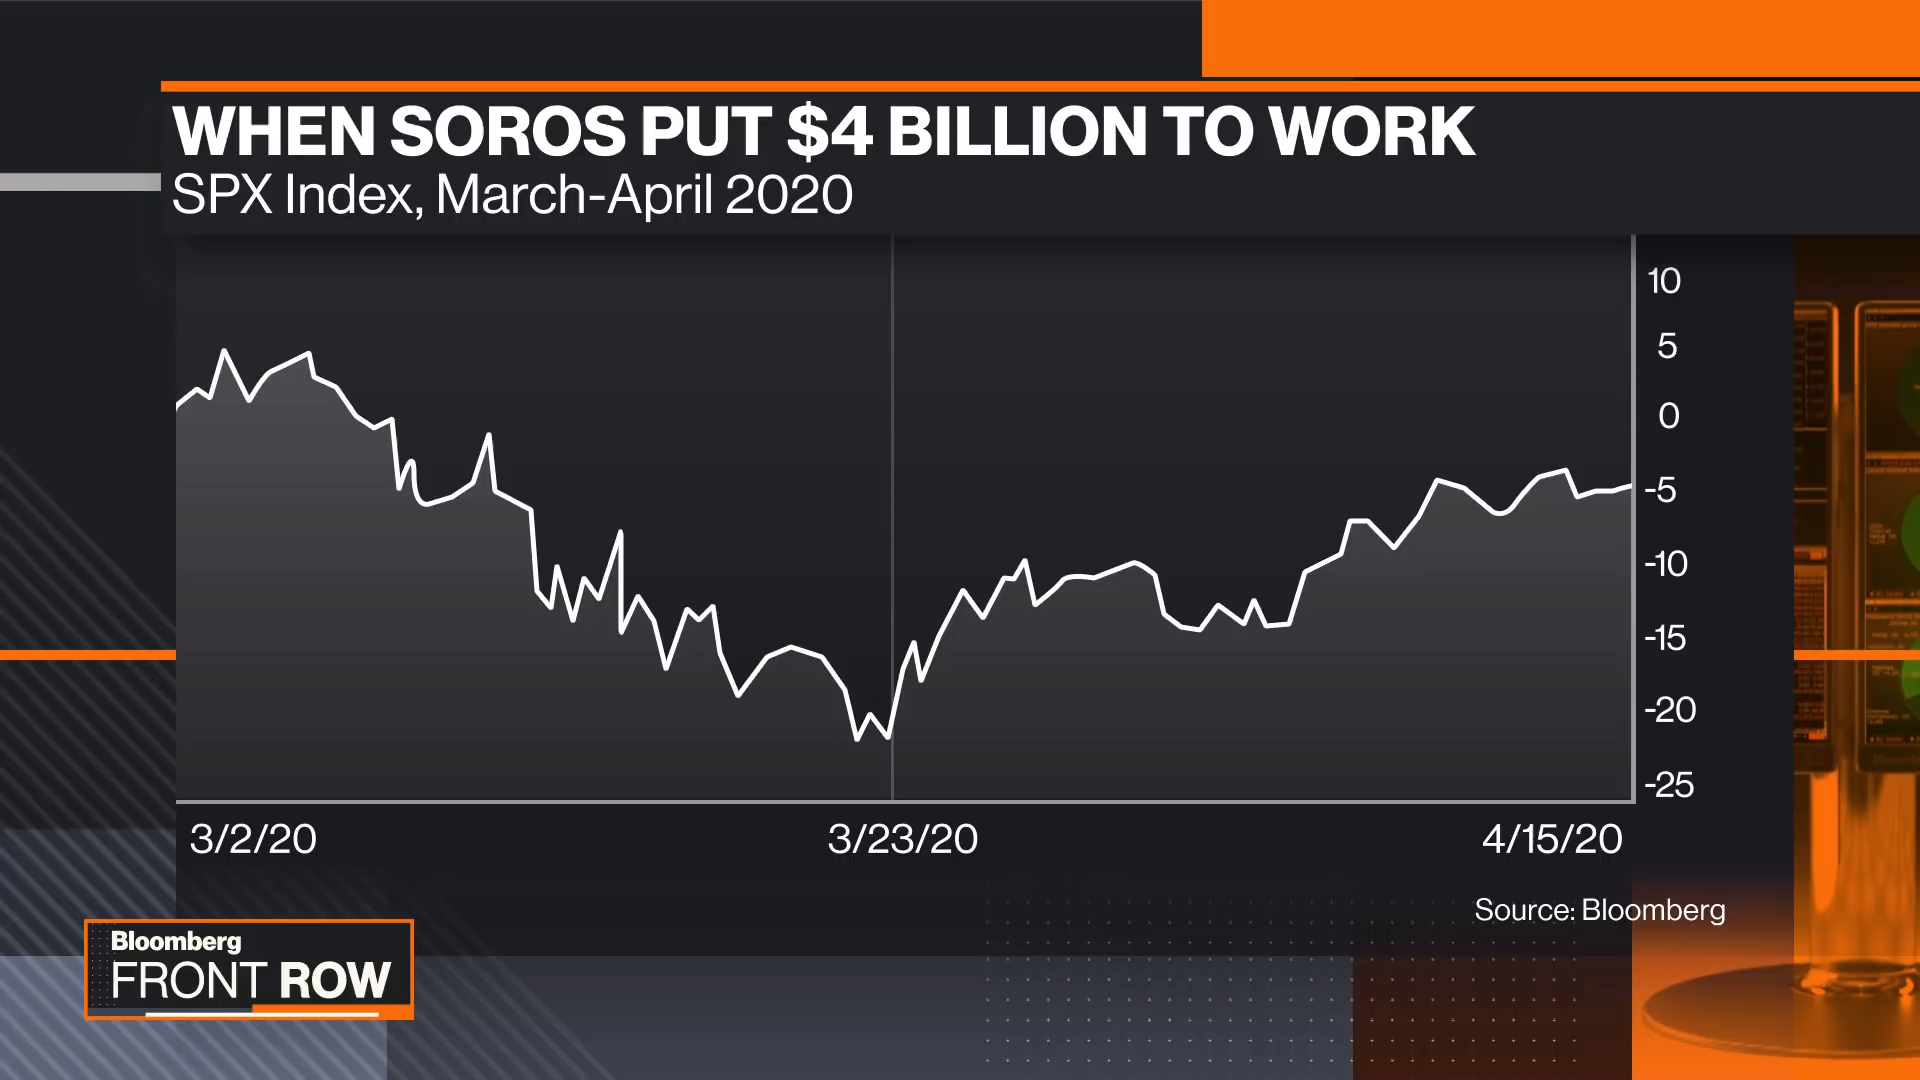 WHEN SOROS PUT $4 BILLION TO WORK
SPX Index, March-April 2020
10
5
0
-5
-10
-15
-20
-25
3/2/20
3/23/20
4/15/20
Source: Bloomberg
Bloomberg
FRONT ROW